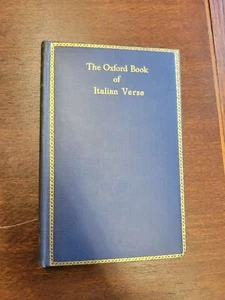 The Oxford Book
of
Italian Verse